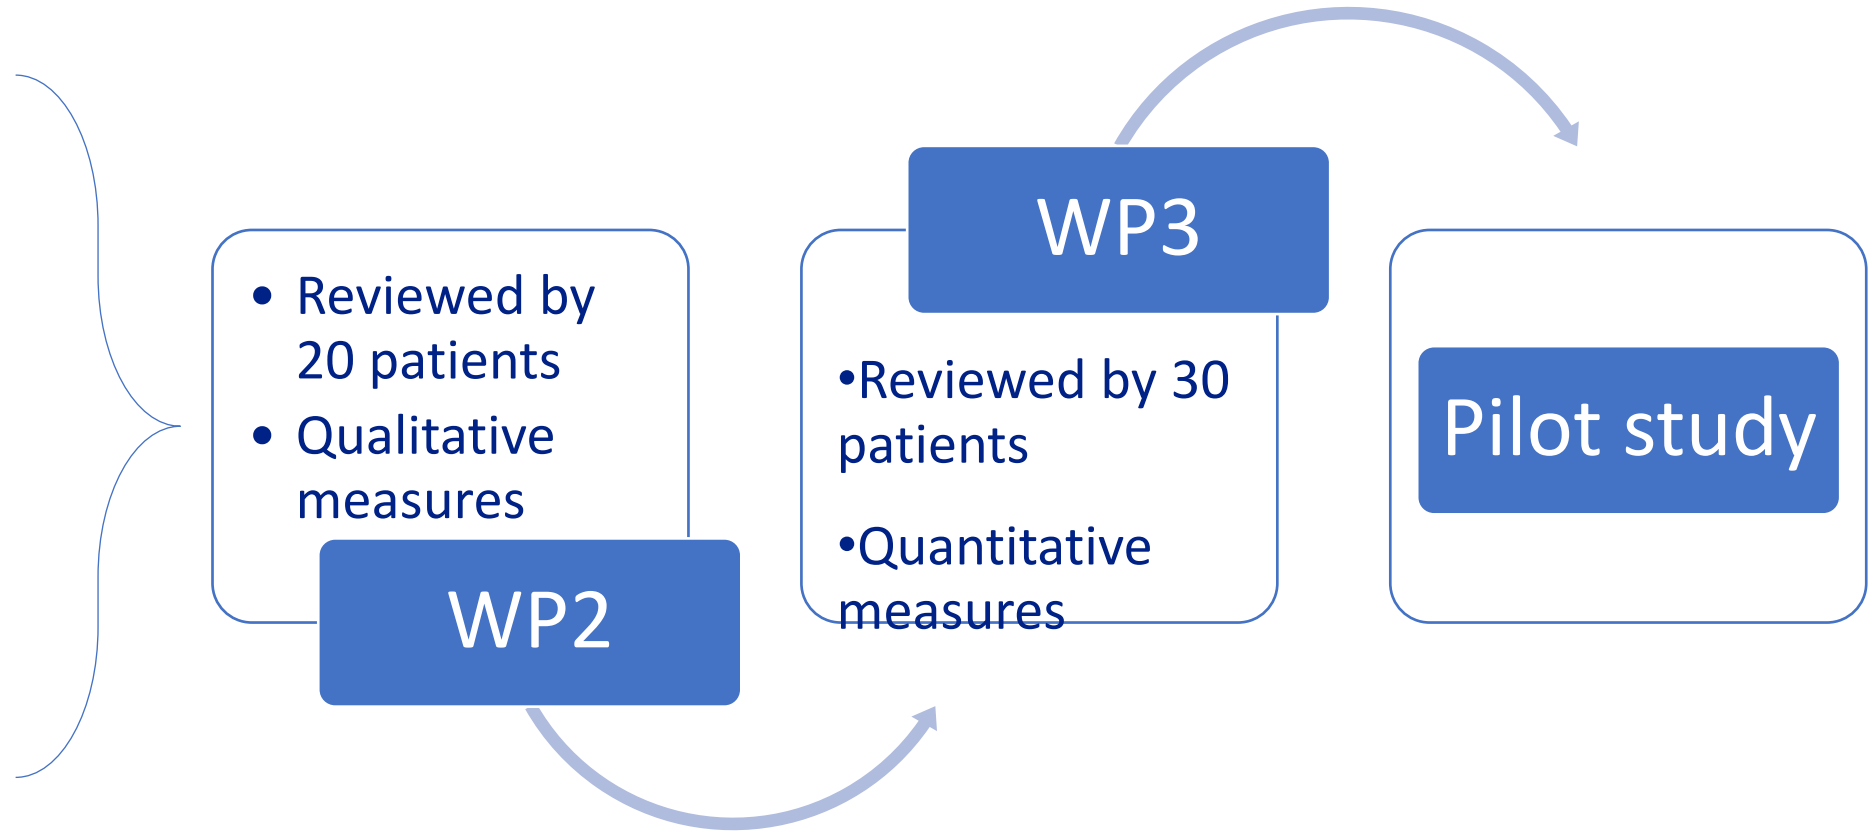 • Reviewed by
20 patients
• Qualitative
measures
WP2
WP3
•Reviewed by 30
patients
•Quantitative
measures
Pilot study